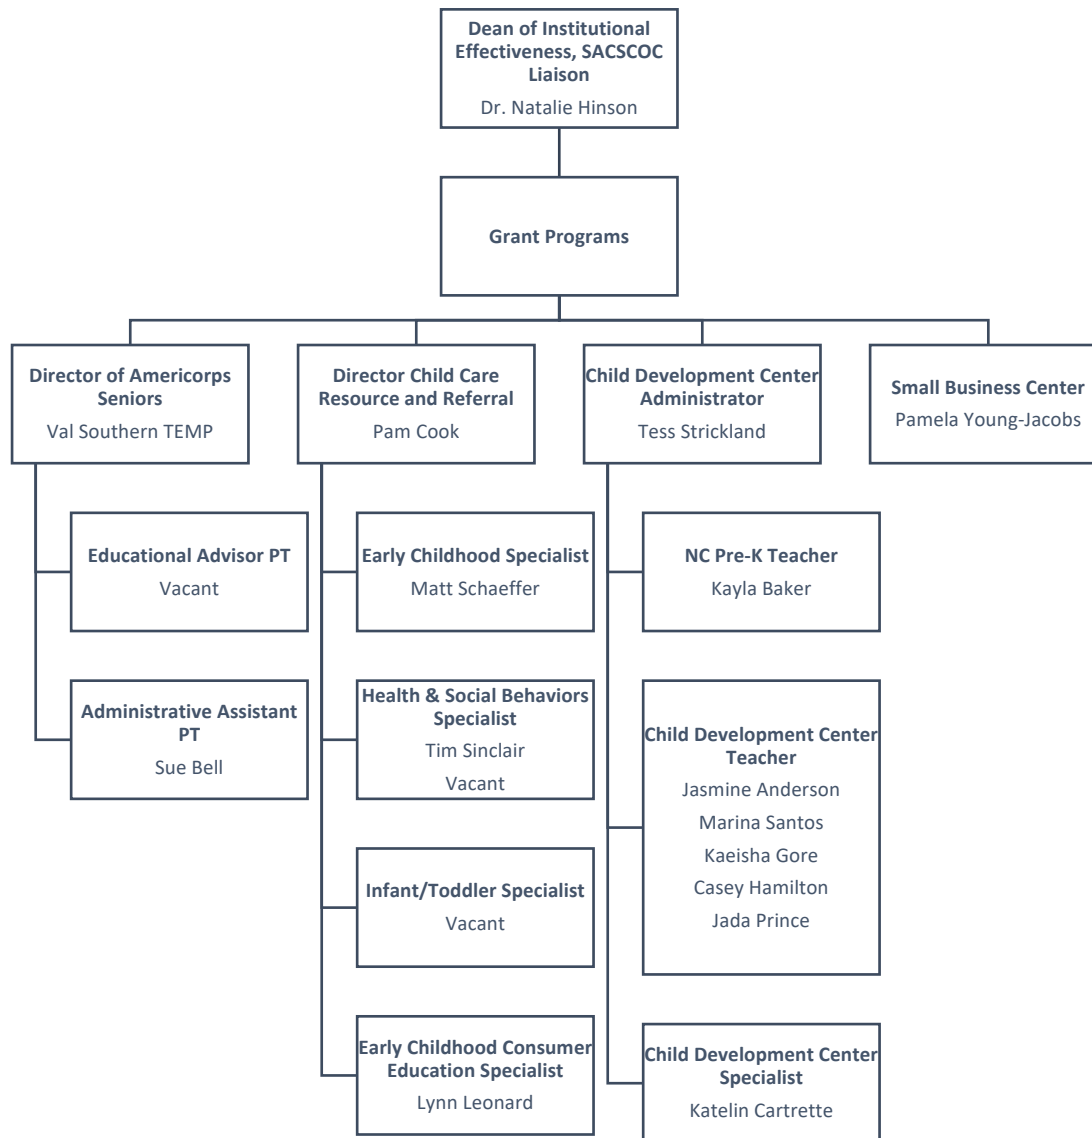 Dean of Institutional
Effectiveness, SACSCOC
Liaison
Dr. Natalie Hinson
Grant Programs
Director of Americorps
Seniors
Val Southern TEMP
Director Child Care
Resource and Referral
Pam Cook
Child Development Center
Administrator
Tess Strickland
Small Business Center
Pamela Young-Jacobs
Educational Advisor PT
Vacant
Administrative Assistant
PT
Sue Bell
Early Childhood Specialist
Matt Schaeffer
Health & Social Behaviors
Specialist
Tim Sinclair
Vacant
Infant/Toddler Specialist
Vacant
Early Childhood Consumer
Education Specialist
Lynn Leonard
NC Pre-K Teacher
Kayla Baker
Child Development Center
Teacher
Jasmine Anderson
Marina Santos
Kaeisha Gore
Casey Hamilton
Jada Prince
Child Development Center
Specialist
Katelin Cartrette